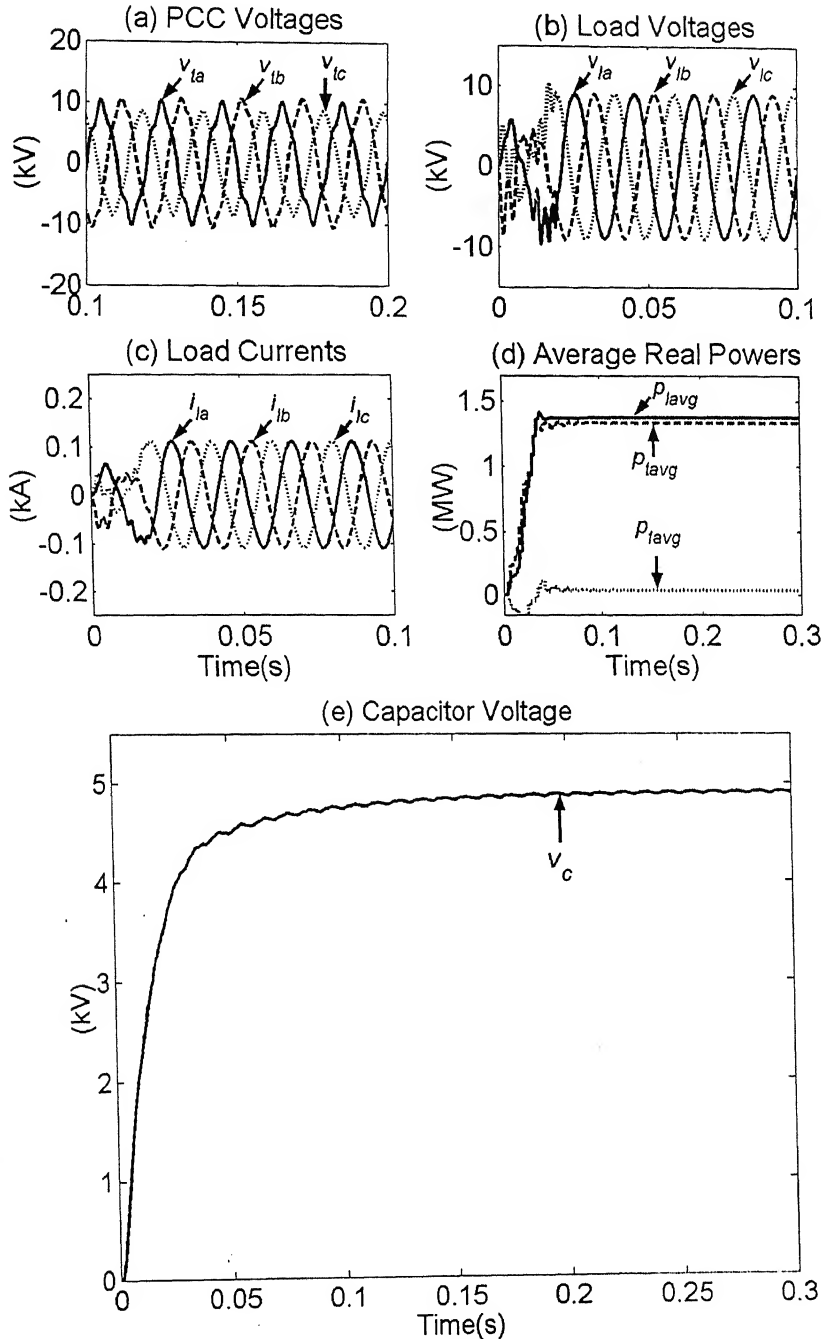 (a) PCC Voltages
(kV)
20
10
0
-10
-20
v_ta
v_tb
v_tc
0.1
0.15
0.2
(b) Load Voltages
(kV)
10
0
-10
v_la
v_lb
v_lc
0
0.05
0.1
(c) Load Currents
(kA)
0.2
0.1
0
-0.1
-0.2
i_la
i_lb
i_lc
0
0.05
0.1
Time(s)
(d) Average Real Powers
(MW)
1.5
1
0.5
0
p_lavg
p_tavg
p_favg
0
0.1
0.2
0.3
Time(s)
(e) Capacitor Voltage
(kV)
5
4
3
2
1
0
v_c
0
0.05
0.1
0.15
0.2
0.25
0.3
Time(s)